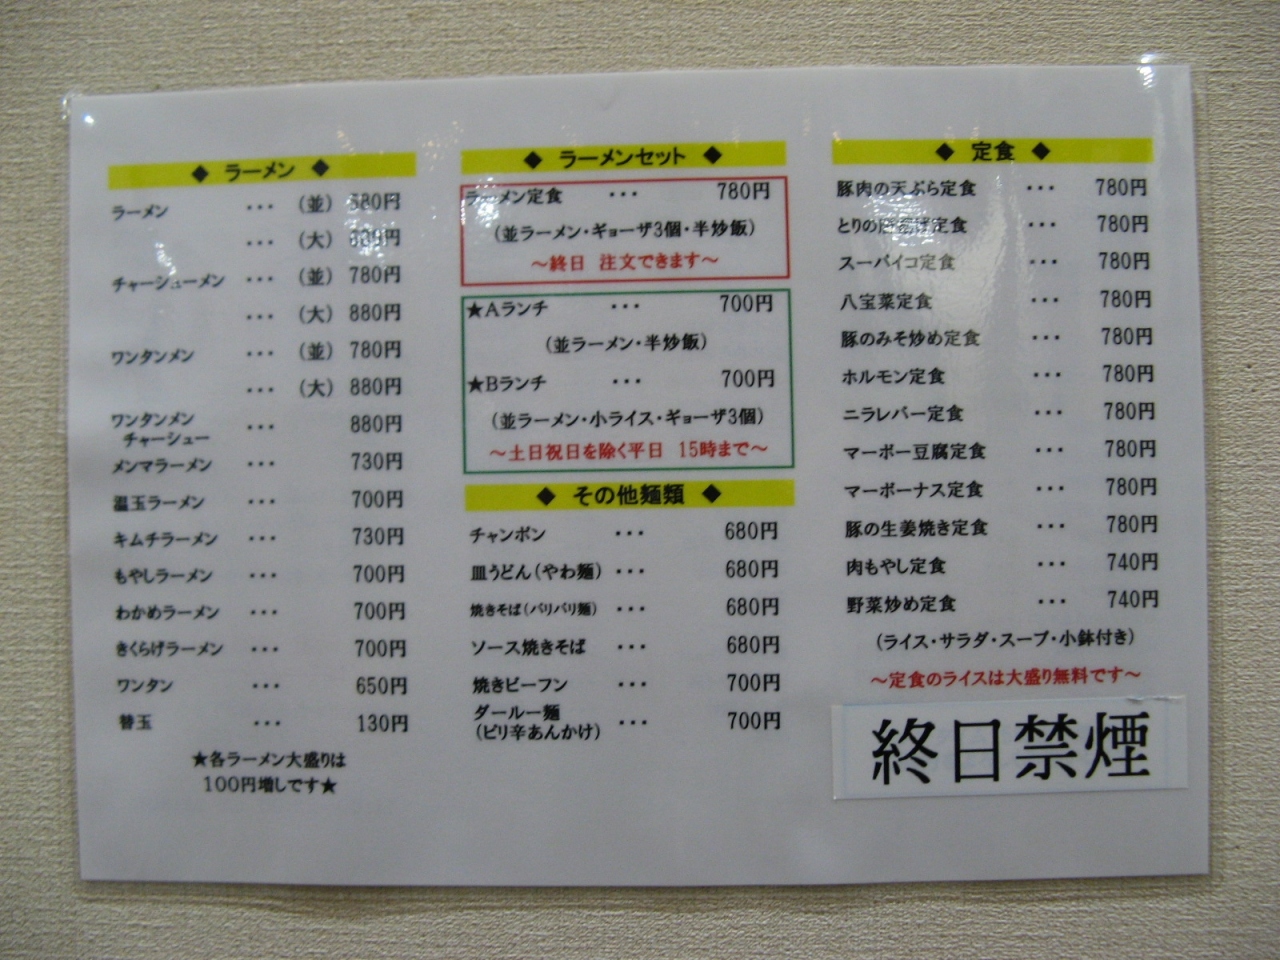 ◆ ラーメン ◆
ラーメン ・・・ (並) 580円
・・・ (大)
チャーシューメン ・・・ (並) 780円
・・・ (大) 880円
ワンタンメン ・・・ (並) 780円
・・・ (大) 880円
ワンタンメン
チャーシュー ・・・ 880円
メンマラーメン ・・・ 730円
温玉ラーメン ・・・ 700円
キムチラーメン ・・・ 730円
もやしラーメン ・・・ 700円
わかめラーメン ・・・ 700円
きくらげラーメン ・・・ 700円
ワンタン ・・・ 650円
替玉 ・・・ 130円
★各ラーメン大盛りは
100円増しです★
◆ ラーメンセット ◆
ラーメン定食 ・・・ 780円
(並ラーメン・ギョーザ3個・半炒飯)
～終日 注文できます～
★Aランチ ・・・ 700円
(並ラーメン・半炒飯)
★Bランチ ・・・ 700円
(並ラーメン・小ライス・ギョーザ3個)
～土日祝日を除く平日 15時まで～
◆ その他麺類 ◆
チャンポン ・・・ 680円
皿うどん(やわ麺) ・・・ 680円
焼きそば(バリバリ麺) ・・・ 680円
ソース焼きそば ・・・ 680円
焼きビーフン ・・・ 700円
ダールー麺
(ピリ辛あんかけ) ・・・ 700円
◆ 定食 ◆
豚肉の天ぷら定食 ・・・ 780円
とりの唐揚げ定食 ・・・ 780円
スーパイコ定食 ・・・ 780円
八宝菜定食 ・・・ 780円
豚のみそ炒め定食 ・・・ 780円
ホルモン定食 ・・・ 780円
ニラレバー定食 ・・・ 780円
マーボー豆腐定食 ・・・ 780円
マーボーナス定食 ・・・ 780円
豚の生姜焼き定食 ・・・ 780円
肉もやし定食 ・・・ 740円
野菜炒め定食 ・・・ 740円
(ライス・サラダ・スープ・小鉢付き)
～定食のライスは大盛り無料です～
終日禁煙